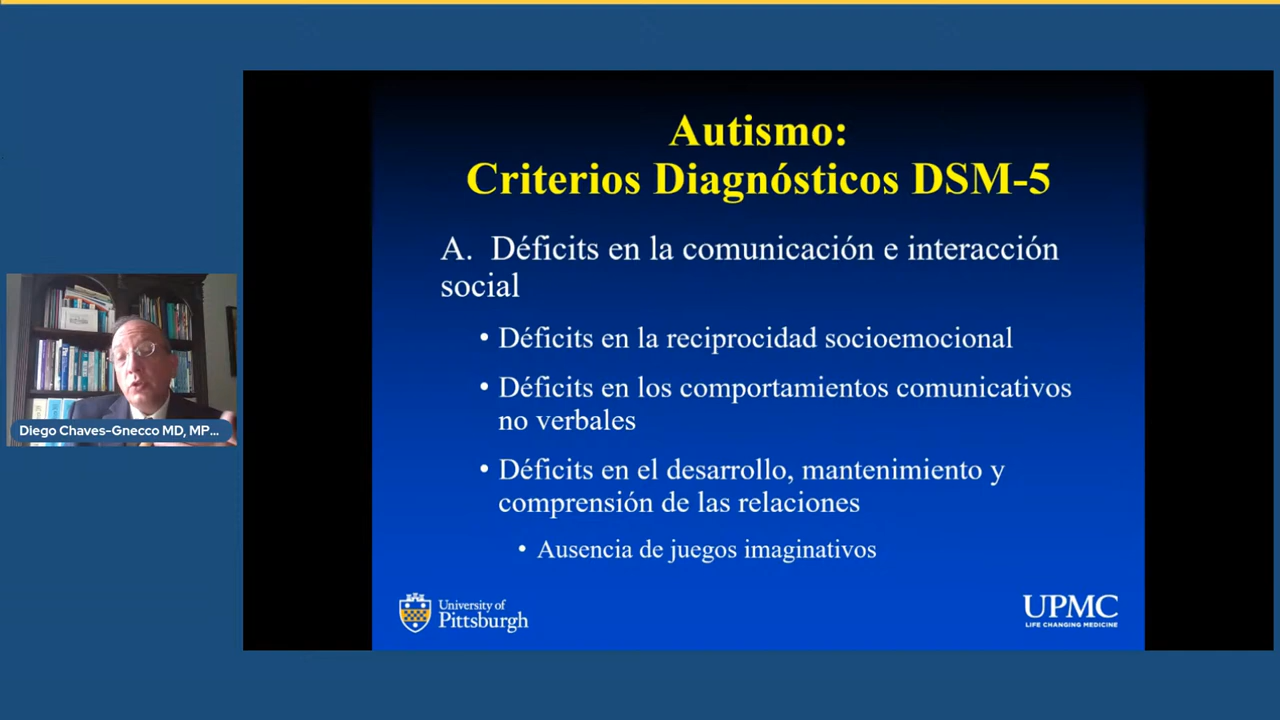 Autismo:
Criterios Diagnósticos DSM-5
A. Déficits en la comunicación e interacción
social
• Déficits en la reciprocidad socioemocional
• Déficits en los comportamientos comunicativos
no verbales
• Déficits en el desarrollo, mantenimiento y
comprensión de las relaciones
• Ausencia de juegos imaginativos
Diego Chaves-Gnecco MD, MP...
University of
Pittsburgh
UPMC
LIFE CHANGING MEDICINE